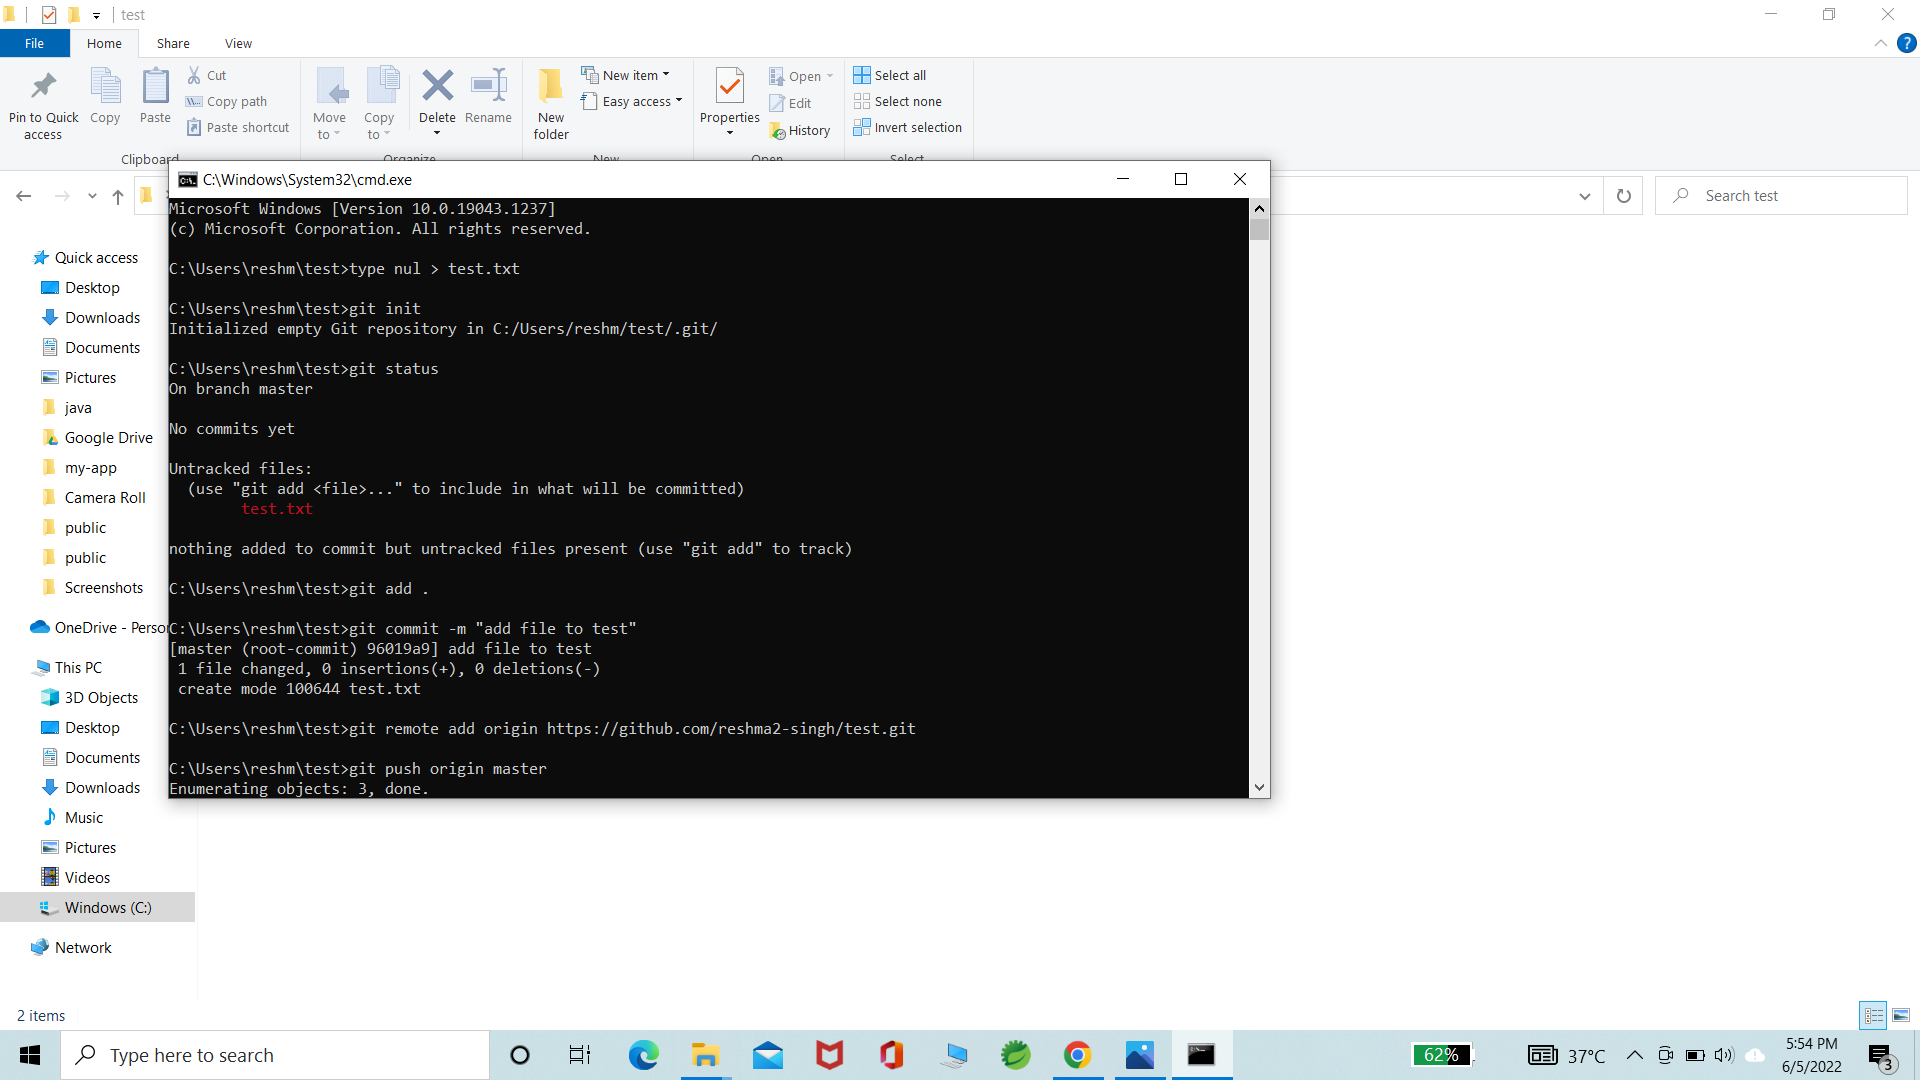 test
File
Home
Share
View
Pin to Quick access
Copy
Paste
Cut
Copy path
Paste shortcut
Move to
Copy to
Delete
Rename
New folder
New item
Easy access
Properties
Open
Edit
History
Select all
Select none
Invert selection
Clipboard
Organize
New
Open
Select
Search test
Quick access
Desktop
Downloads
Documents
Pictures
java
Google Drive
my-app
Camera Roll
public
public
Screenshots
OneDrive - Perso
This PC
3D Objects
Desktop
Documents
Downloads
Music
Pictures
Videos
Windows (C:)
Network
2 items
C:\Windows\System32\cmd.exe
Microsoft Windows [Version 10.0.19043.1237]
(c) Microsoft Corporation. All rights reserved.
C:\Users\reshm\test>type nul > test.txt
C:\Users\reshm\test>git init
Initialized empty Git repository in C:/Users/reshm/test/.git/
C:\Users\reshm\test>git status
On branch master
No commits yet
Untracked files:
(use "git add <file>..." to include in what will be committed)
test.txt
nothing added to commit but untracked files present (use "git add" to track)
C:\Users\reshm\test>git add .
C:\Users\reshm\test>git commit -m "add file to test"
[master (root-commit) 96019a9] add file to test
1 file changed, 0 insertions(+), 0 deletions(-)
create mode 100644 test.txt
C:\Users\reshm\test>git remote add origin https://github.com/reshma2-singh/test.git
C:\Users\reshm\test>git push origin master
Enumerating objects: 3, done.
Type here to search
62%
37°C
5:54 PM
6/5/2022
3